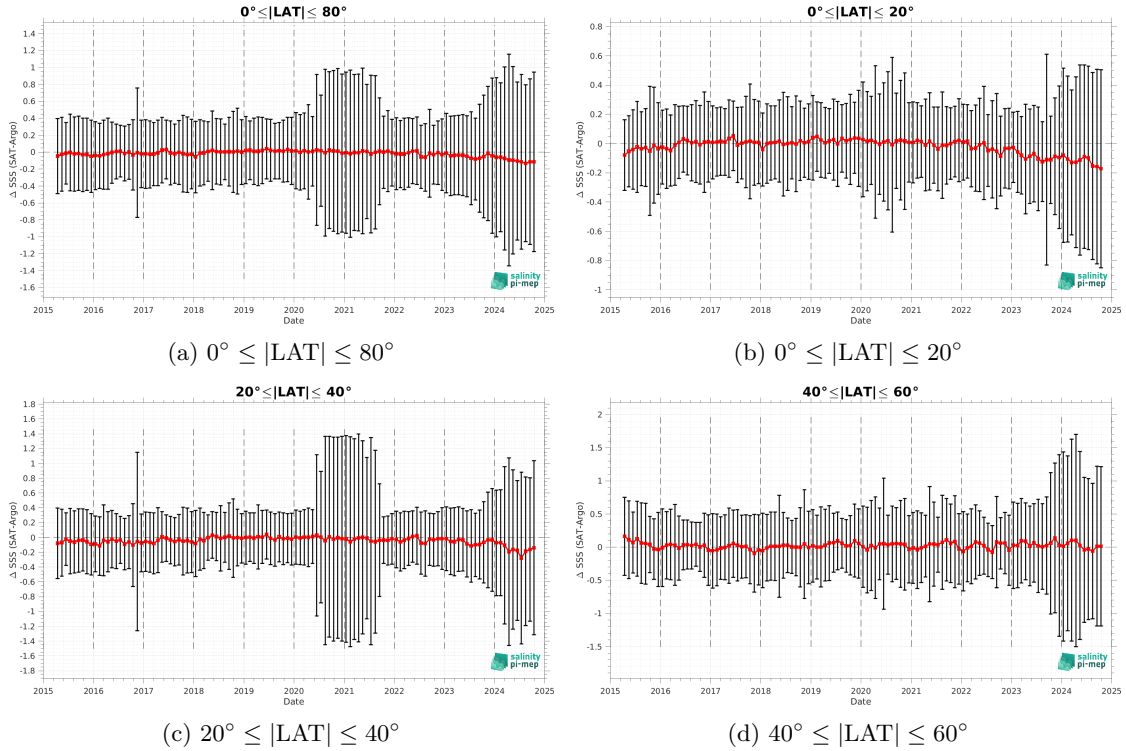 0°≤|LAT|≤ 80°
1.4
1.2
1
0.8
0.6
0.4
0.2
0
-0.2
-0.4
-0.6
-0.8
-1
-1.2
-1.4
-1.6
Δ SSS (SAT-Argo)
2015 2016 2017 2018 2019 2020 2021 2022 2023 2024 2025
Date
salinity
pi-mep
(a) 0° ≤ |LAT| ≤ 80°
0°≤|LAT|≤ 20°
0.8
0.6
0.4
0.2
0
-0.2
-0.4
-0.6
-0.8
-1
Δ SSS (SAT-Argo)
2015 2016 2017 2018 2019 2020 2021 2022 2023 2024 2025
Date
salinity
pi-mep
(b) 0° ≤ |LAT| ≤ 20°
20°≤|LAT|≤ 40°
1.8
1.6
1.4
1.2
1
0.8
0.6
0.4
0.2
0
-0.2
-0.4
-0.6
-0.8
-1
-1.2
-1.4
-1.6
-1.8
Δ SSS (SAT-Argo)
2015 2016 2017 2018 2019 2020 2021 2022 2023 2024 2025
Date
salinity
pi-mep
(c) 20° ≤ |LAT| ≤ 40°
40°≤|LAT|≤ 60°
2
1.5
1
0.5
0
-0.5
-1
-1.5
Δ SSS (SAT-Argo)
2015 2016 2017 2018 2019 2020 2021 2022 2023 2024 2025
Date
salinity
pi-mep
(d) 40° ≤ |LAT| ≤ 60°